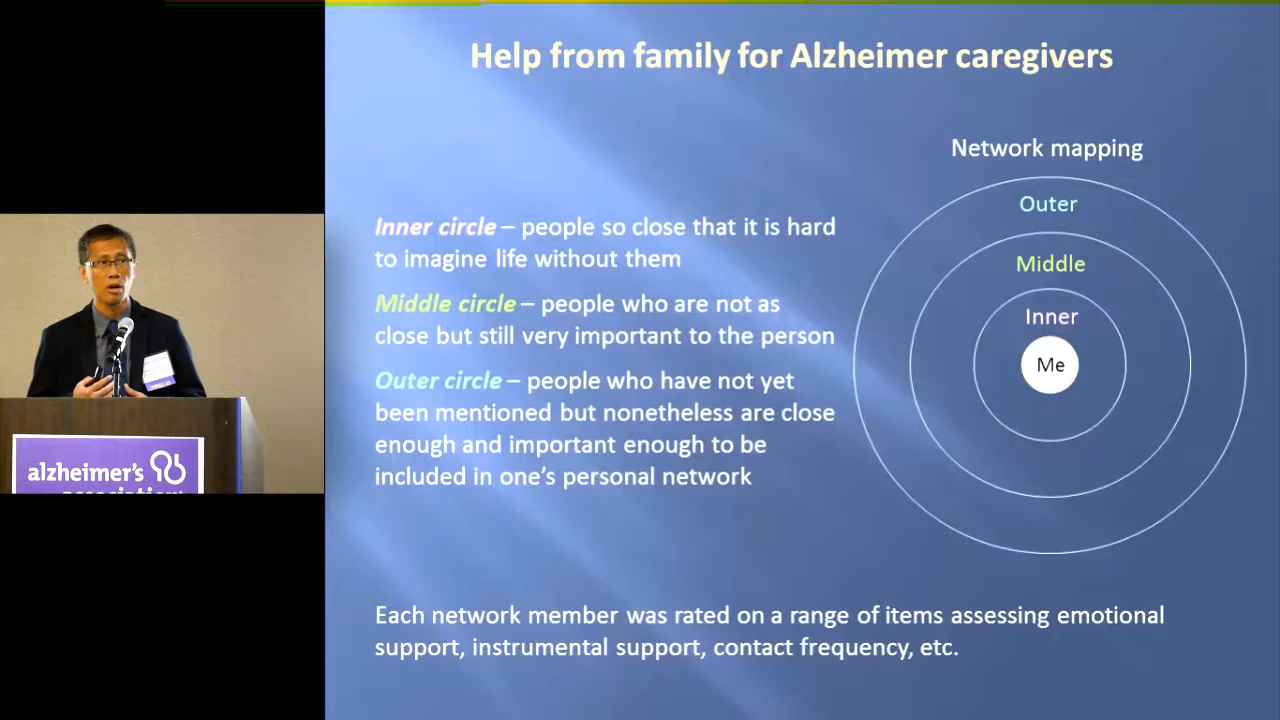 Help from family for Alzheimer caregivers
Network mapping
Inner circle – people so close that it is hard
to imagine life without them
Middle circle – people who are not as
close but still very important to the person
Outer circle – people who have not yet
been mentioned but nonetheless are close
enough and important enough to be
included in one's personal network
Outer
Middle
Inner
Me
Each network member was rated on a range of items assessing emotional
support, instrumental support, contact frequency, etc.
alzheimer's
association